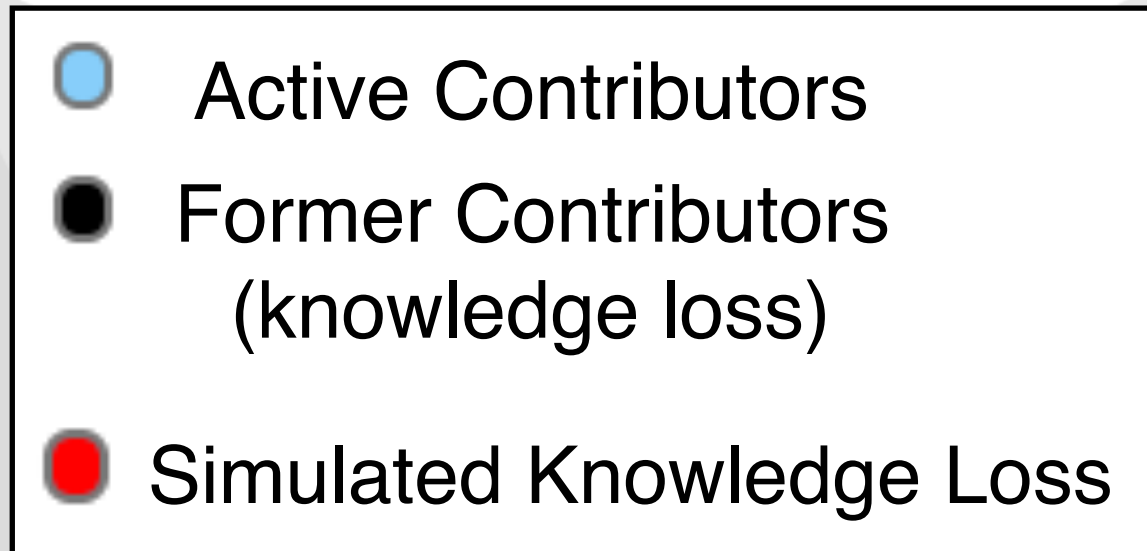 Active Contributors
Former Contributors
(knowledge loss)
Simulated Knowledge Loss